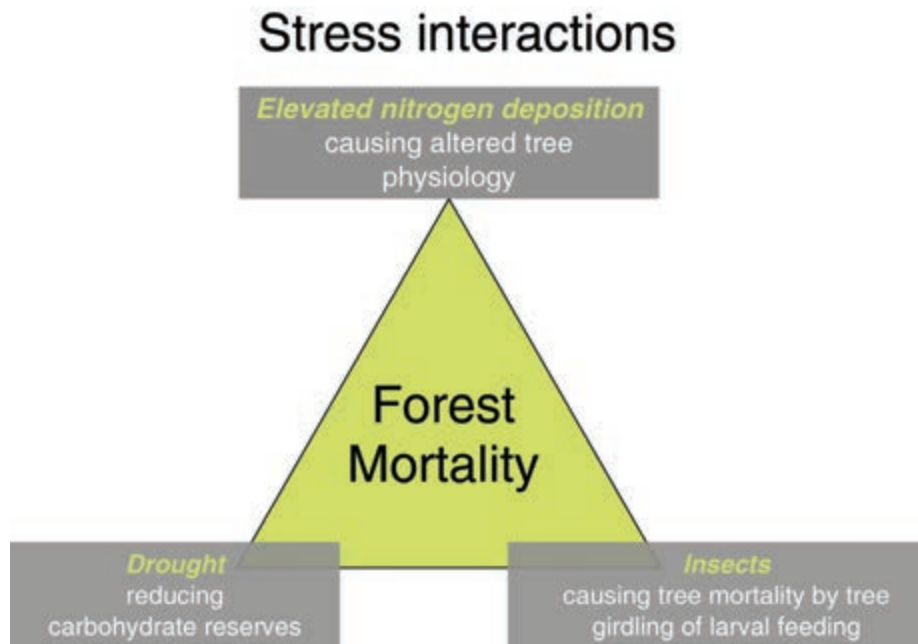 Stress interactions
Elevated nitrogen deposition
causing altered tree
physiology
Forest
Mortality
Drought
reducing
carbohydrate reserves
Insects
causing tree mortality by tree
girdling of larval feeding